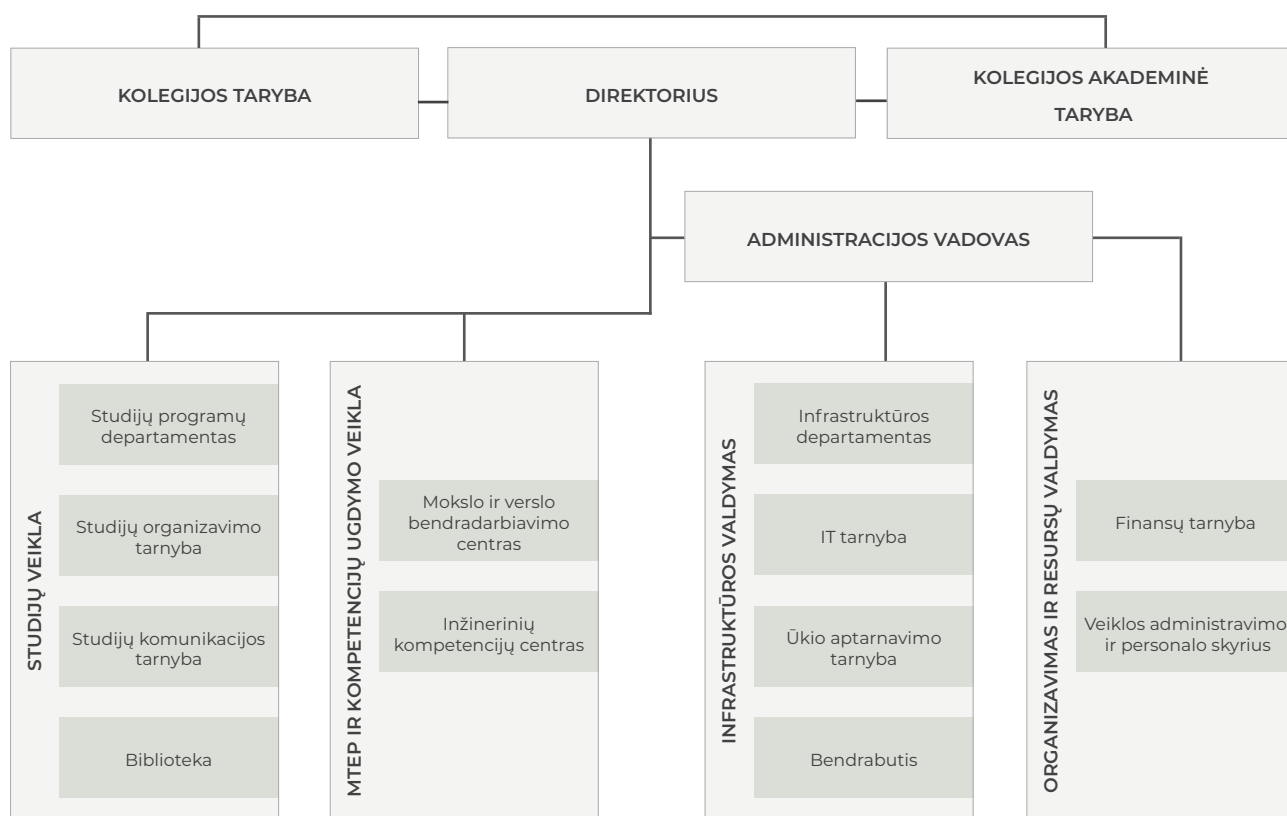 KOLEGIJOS TARYBA
DIREKTORIUS
KOLEGIJOS AKADEMINĖ
TARYBA
ADMINISTRACIJOS VADOVAS
STUDIJŲ VEIKLA
Studijų programų
departamentas
Studijų organizavimo
tarnyba
Studijų komunikacijos
tarnyba
Biblioteka
MTEP IR KOMPETENCIJŲ UGDYMO VEIKLA
Mokslo ir verslo
bendradarbiavimo
centras
Inžinerinių
kompetencijų centras
INFRASTRUKTŪROS VALDYMAS
Infrastruktūros
departamentas
IT tarnyba
Ūkio aptarnavimo
tarnyba
Bendrabutis
ORGANIZAVIMAS IR RESURSŲ VALDYMAS
Finansų tarnyba
Veiklos administravimo
ir personalo skyrius